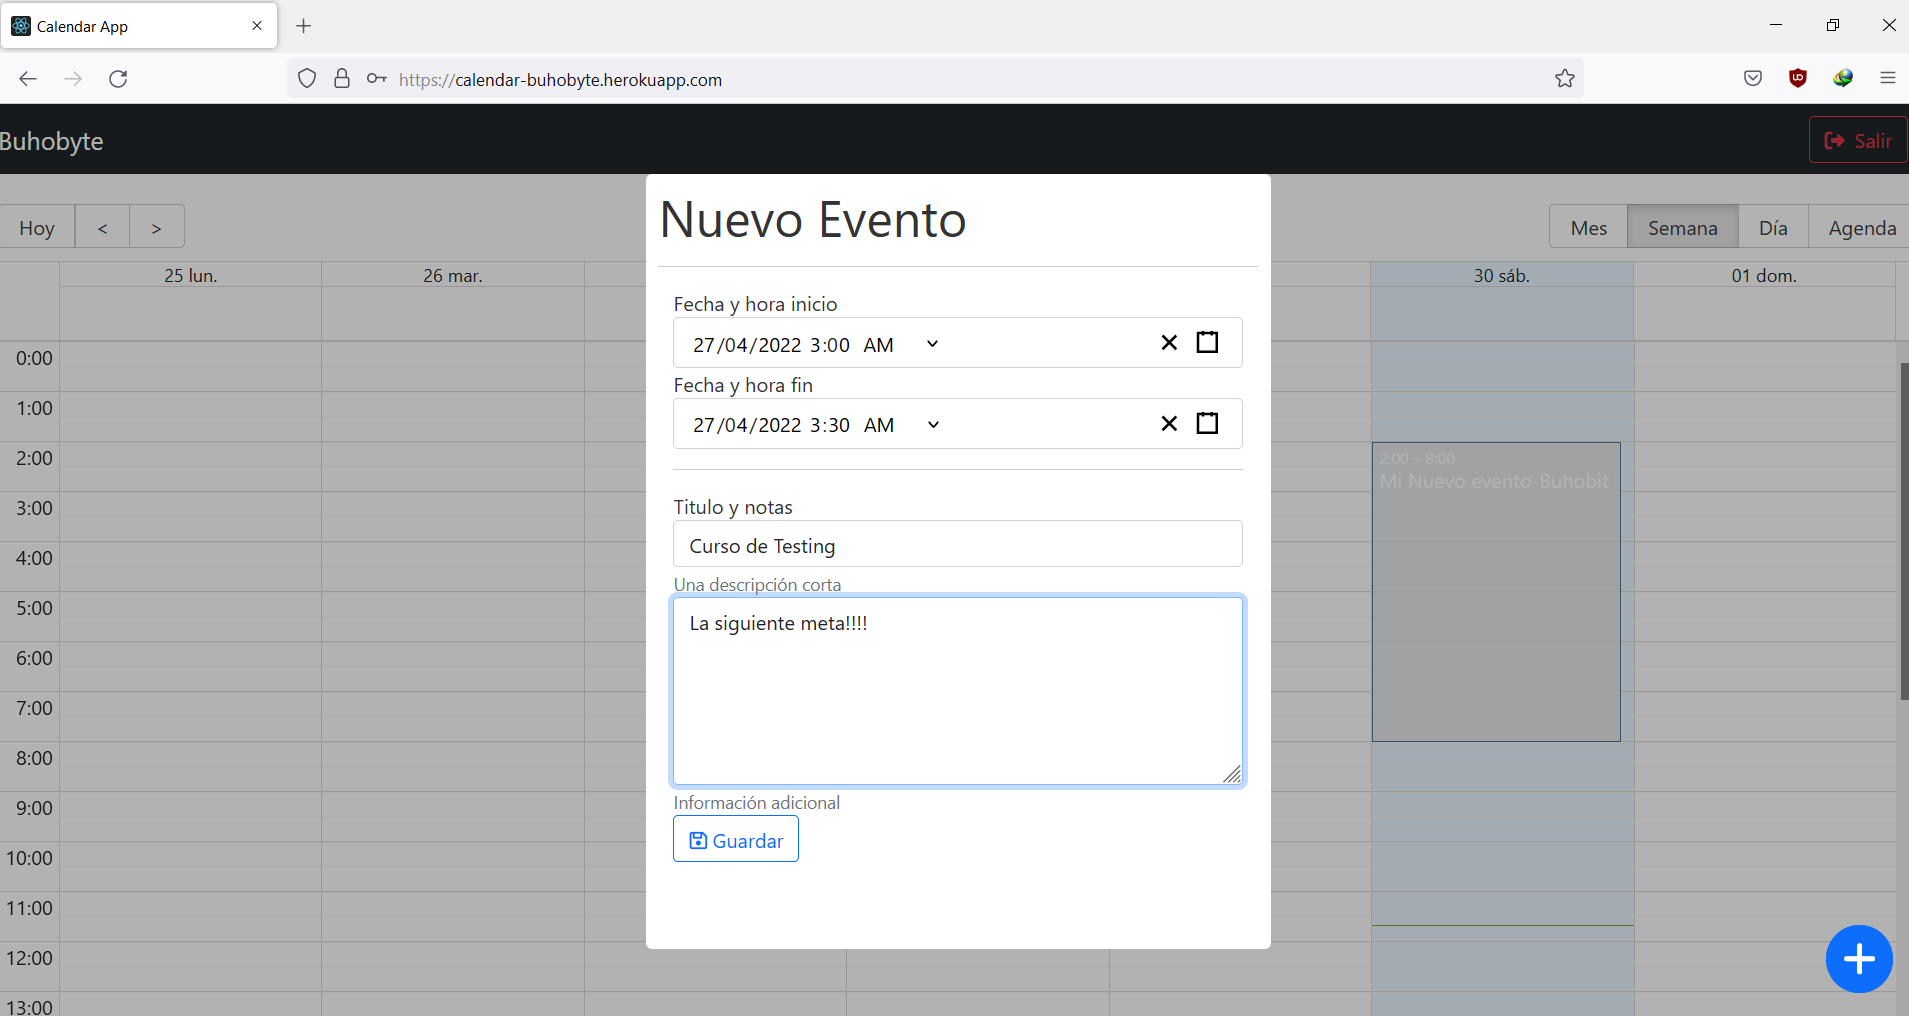 Calendar App
https://calendar-buhobyte.herokuapp.com
Buhobyte
Salir
Hoy < >
Mes Semana Día Agenda
25 lun. 26 mar. 30 sáb. 01 dom.
Nuevo Evento
Fecha y hora inicio
27/04/2022 3:00 AM
Fecha y hora fin
27/04/2022 3:30 AM
Titulo y notas
Curso de Testing
Una descripción corta
La siguiente meta!!!!
Información adicional
Guardar
0:00
1:00
2:00
3:00
4:00
5:00
6:00
7:00
8:00
9:00
10:00
11:00
12:00
13:00
2:00 – 8:00
Mi Nuevo evento-Buhobit